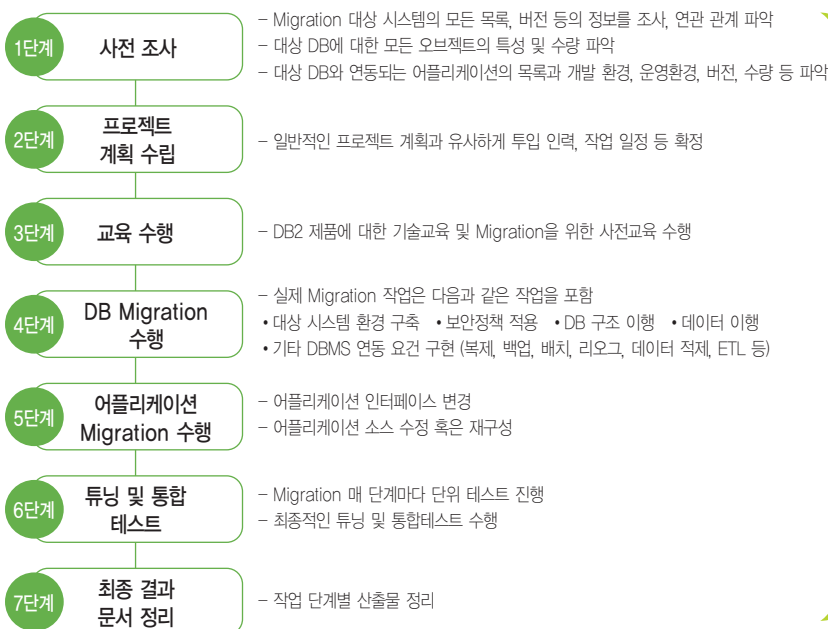 1단계
사전 조사
– Migration 대상 시스템의 모든 목록, 버전 등의 정보를 조사, 연관 관계 파악
– 대상 DB에 대한 모든 오브젝트의 특성 및 수량 파악
– 대상 DB와 연동되는 어플리케이션의 목록과 개발 환경, 운영환경, 버전, 수량 등 파악
2단계
프로젝트
계획 수립
– 일반적인 프로젝트 계획과 유사하게 투입 인력, 작업 일정 등 확정
3단계
교육 수행
– DB2 제품에 대한 기술교육 및 Migration을 위한 사전교육 수행
4단계
DB Migration
수행
– 실제 Migration 작업은 다음과 같은 작업을 포함
•대상 시스템 환경 구축 •보안정책 적용 •DB 구조 이행 •데이터 이행
•기타 DBMS 연동 요건 구현 (복제, 백업, 배치, 리오그, 데이터 적제, ETL 등)
5단계
어플리케이션
Migration 수행
– 어플리케이션 인터페이스 변경
– 어플리케이션 소스 수정 혹은 재구성
6단계
튜닝 및 통합
테스트
– Migration 매 단계마다 단위 테스트 진행
– 최종적인 튜닝 및 통합테스트 수행
7단계
최종 결과
문서 정리
– 작업 단계별 산출물 정리